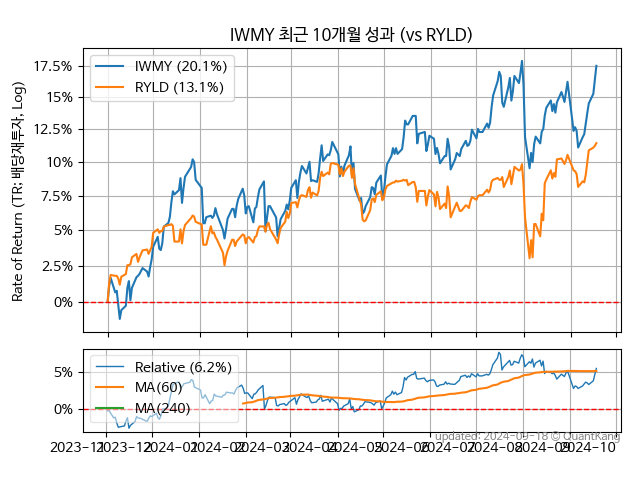 IWMY 최근 10개월 성과 (vs RYLD)
Rate of Return (TR: 배당재투자, Log)
17.5%
15%
12.5%
10%
7.5%
5%
2.5%
0%
IWMY (20.1%)
RYLD (13.1%)
5%
0%
Relative (6.2%)
MA(60)
MA(240)
updated: 2024-09-18 © QuantKang
2023-11
2023-12
2024-01
2024-02
2024-03
2024-04
2024-05
2024-06
2024-07
2024-08
2024-09
2024-10